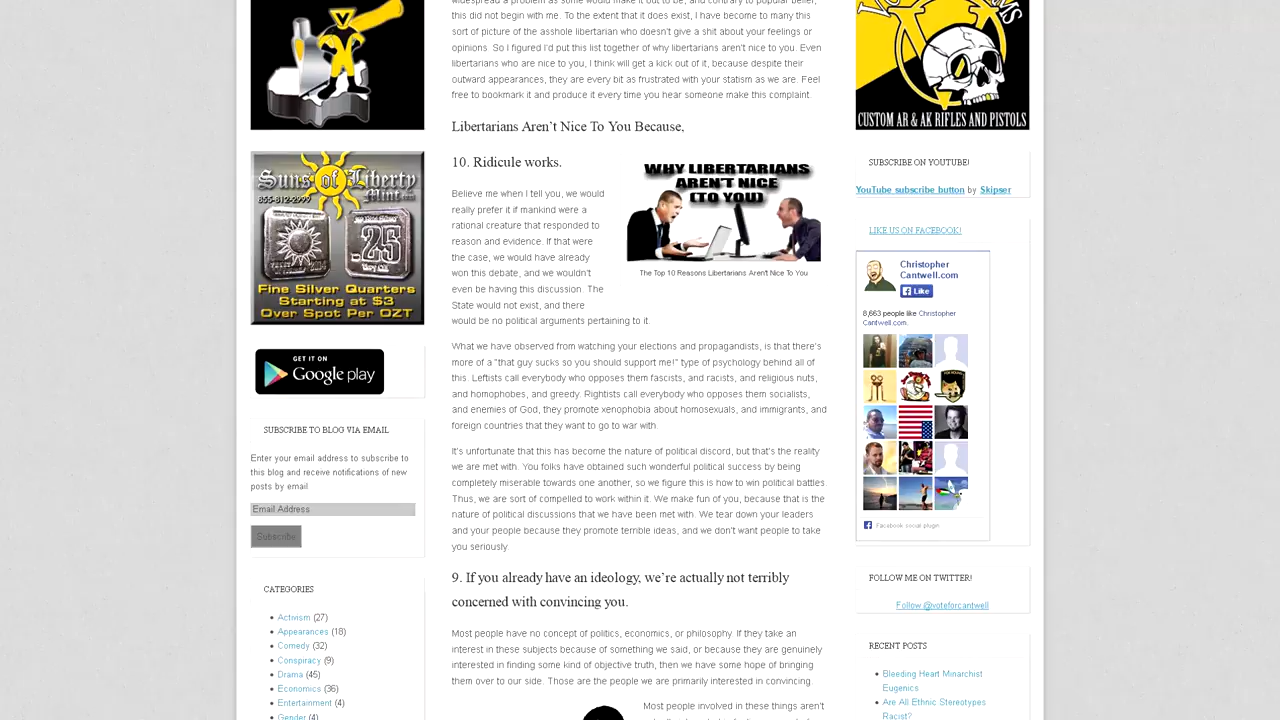 Suns of Liberty
Mint.com
855-812-2999
25
Fine Silver Quarters
Starting at $3
Over Spot Per OZT
GET IT ON
Google play
SUBSCRIBE TO BLOG VIA EMAIL
Enter your email address to subscribe to
this blog and receive notifications of new
posts by email.
Email Address
Subscribe
CATEGORIES
Activism (27)
Appearances (18)
Comedy (32)
Conspiracy (9)
Drama (45)
Economics (36)
Entertainment (4)
Gender (4)
widespread a problem as some would make it out to be, and contrary to popular belief,
this did not begin with me. To the extent that it does exist, I have become to many this
sort of picture of the asshole libertarian who doesn't give a shit about your feelings or
opinions. So I figured I'd put this list together of why libertarians aren't nice to you. Even
libertarians who are nice to you, I think will get a kick out of it, because despite their
outward appearances, they are every bit as frustrated with your statism as we are. Feel
free to bookmark it and produce it every time you hear someone make this complaint.
Libertarians Aren't Nice To You Because,
10. Ridicule works.
WHY LIBERTARIANS
AREN'T NICE
(TO YOU)
The Top 10 Reasons Libertarians Aren't Nice To You
Believe me when I tell you, we would
really prefer it if mankind were a
rational creature that responded to
reason and evidence. If that were
the case, we would have already
won this debate, and we wouldn't
even be having this discussion. The
State would not exist, and there
would be no political arguments pertaining to it.
What we have observed from watching your elections and propagandists, is that there's
more of a "that guy sucks so you should support me!" type of psychology behind all of
this. Leftists call everybody who opposes them fascists, and racists, and religious nuts,
and homophobes, and greedy. Rightists call everybody who opposes them socialists,
and enemies of God, they promote xenophobia about homosexuals, and immigrants, and
foreign countries that they want to go to war with.
It's unfortunate that this has become the nature of political discord, but that's the reality
we are met with. You folks have obtained such wonderful political success by being
completely miserable towards one another, so we figure this is how to win political battles.
Thus, we are sort of compelled to work within it. We make fun of you, because that is the
nature of political discussions that we have been met with. We tear down your leaders
and your people because they promote terrible ideas, and we don't want people to take
you seriously.
9. If you already have an ideology, we're actually not terribly
concerned with convincing you.
Most people have no concept of politics, economics, or philosophy. If they take an
interest in these subjects because of something we said, or because they are genuinely
interested in finding some kind of objective truth, then we have some hope of bringing
them over to our side. Those are the people we are primarily interested in convincing.
Most people involved in these things aren't
CUSTOM AR & AK RIFLES AND PISTOLS
SUBSCRIBE ON YOUTUBE!
YouTube subscribe button by Skipser
LIKE US ON FACEBOOK!
Christopher
Cantwell.com
Like
8,663 people like Christopher
Cantwell.com.
Facebook social plugin
FOLLOW ME ON TWITTER!
Follow @voteforcantwell
RECENT POSTS
Bleeding Heart Minarchist
Eugenics
Are All Ethnic Stereotypes
Racist?